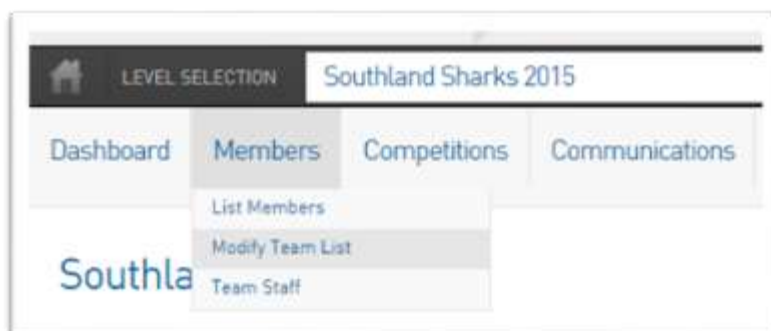 LEVEL SELECTION Southland Sharks 2015
Dashboard Members Competitions Communications
List Members
Modify Team List
Southla
Team Staff